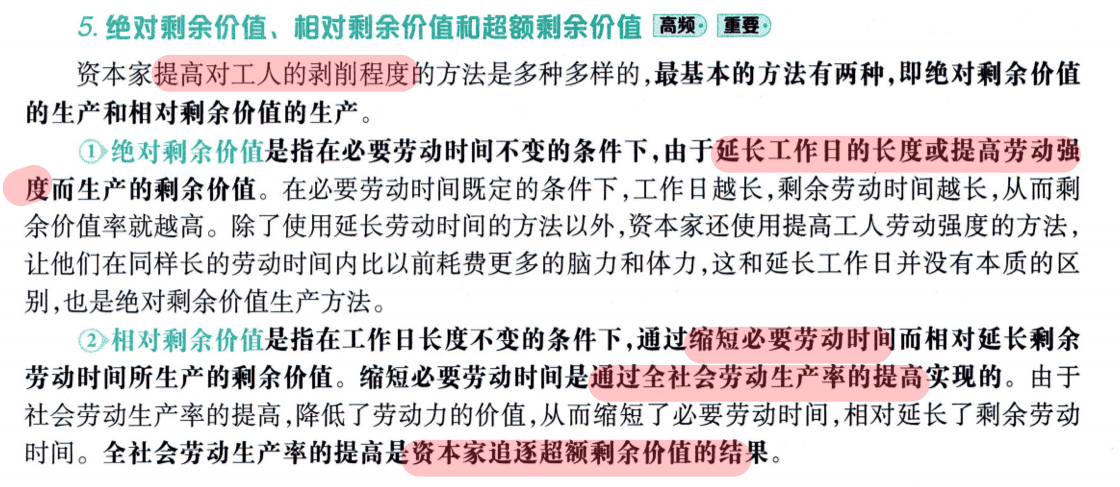 5. 绝对剩余价值、相对剩余价值和超额剩余价值 高频 重要
资本家提高对工人的剥削程度的方法是多种多样的,最基本的方法有两种,即绝对剩余价值
的生产和相对剩余价值的生产。
①绝对剩余价值是指在必要劳动时间不变的条件下,由于延长工作日的长度或提高劳动强
度而生产的剩余价值。在必要劳动时间既定的条件下,工作日越长,剩余劳动时间越长,从而剩
余价值率就越高。除了使用延长劳动时间的方法以外,资本家还使用提高工人劳动强度的方法,
让他们在同样长的劳动时间内比以前耗费更多的脑力和体力,这和延长工作日并没有本质的区
别,也是绝对剩余价值生产方法。
②相对剩余价值是指在工作日长度不变的条件下,通过缩短必要劳动时间而相对延长剩余
劳动时间所生产的剩余价值。缩短必要劳动时间是通过全社会劳动生产率的提高实现的。由于
社会劳动生产率的提高,降低了劳动力的价值,从而缩短了必要劳动时间,相对延长了剩余劳动
时间。全社会劳动生产率的提高是资本家追逐超额剩余价值的结果。